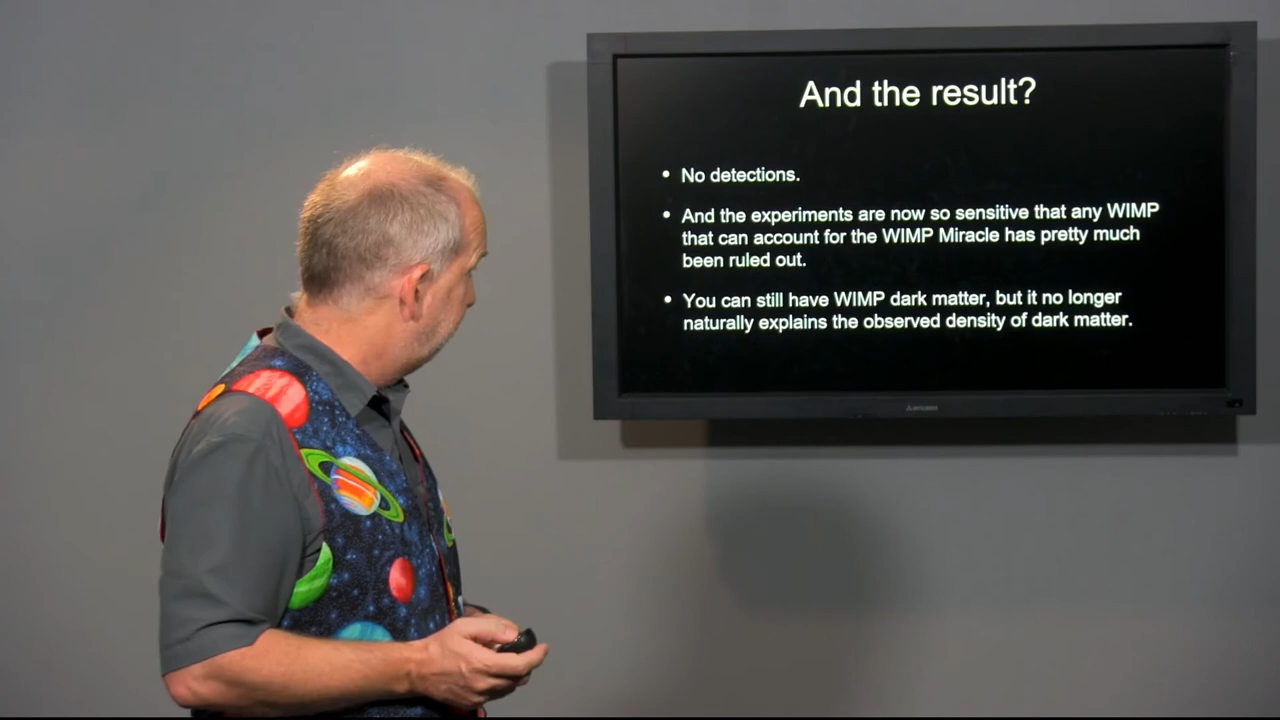 And the result?
• No detections.
• And the experiments are now so sensitive that any WIMP
that can account for the WIMP Miracle has pretty much
been ruled out.
• You can still have WIMP dark matter, but it no longer
naturally explains the observed density of dark matter.
MITSUBISHI